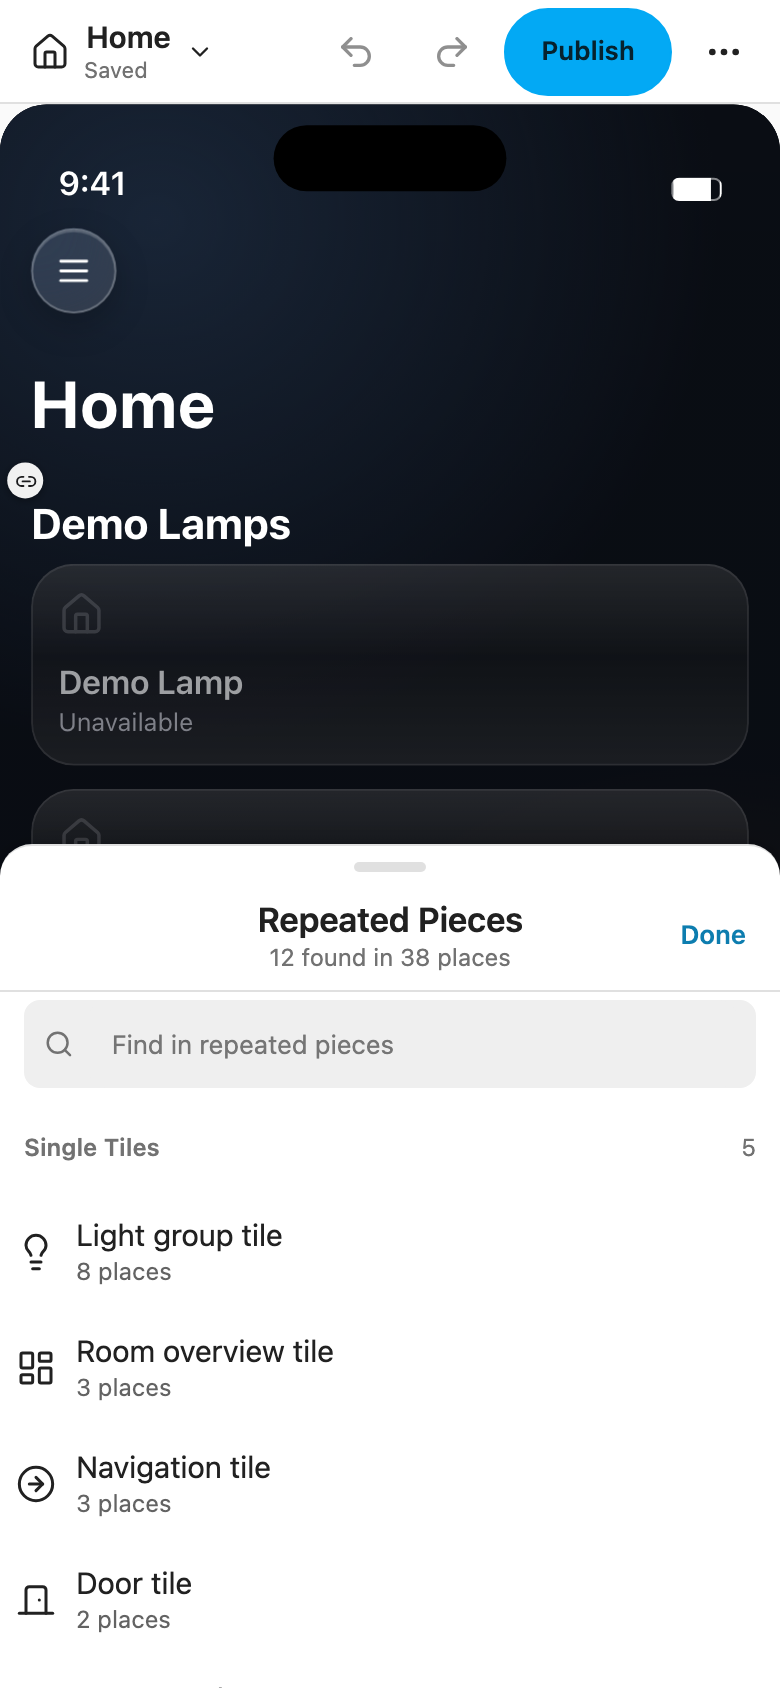 Home
Saved
Publish
9:41
Home
Demo Lamps
Demo Lamp
Unavailable
Repeated Pieces
12 found in 38 places
Done
Find in repeated pieces
Single Tiles
5
Light group tile
8 places
Room overview tile
3 places
Navigation tile
3 places
Door tile
2 places